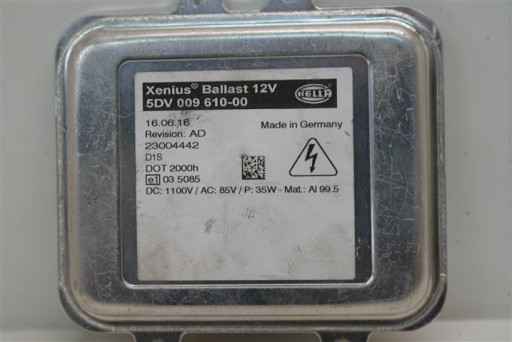 Xenius® Ballast 12V
5DV 009 610-00
HELLA
16.06.16
Made in Germany
Revision: AD
23004442
D1S
DOT 2000h
e1 03 5085
DC: 1100V / AC: 85V / P: 35W - Mat.: Al 99.5